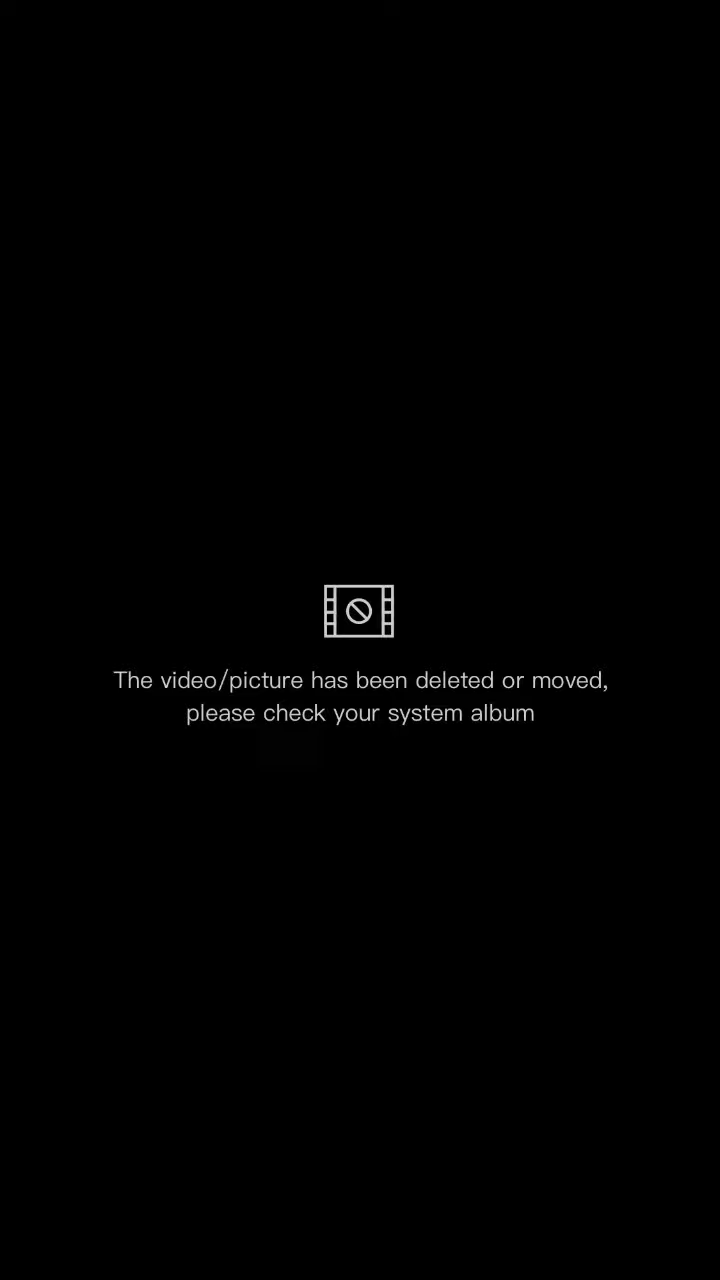 The video/picture has been deleted or moved,
please check your system album